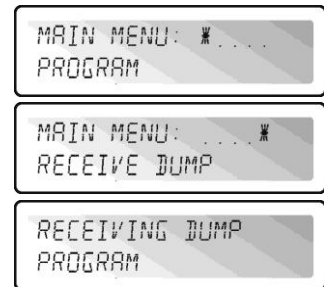 MAIN MENU: *....
PROGRAM
MAIN MENU: ....*
RECEIVE DUMP
RECEIVING DUMP
PROGRAM